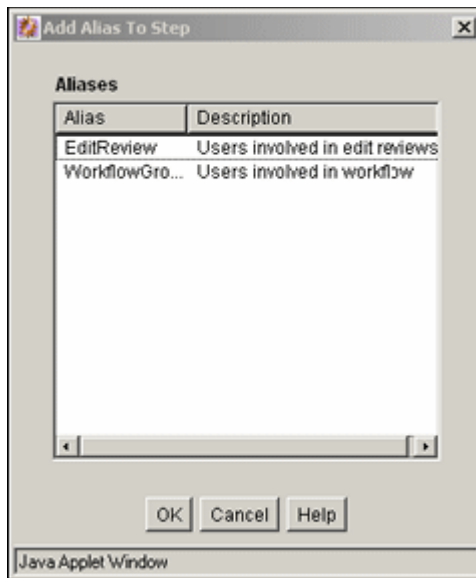 Add Alias To Step
Aliases
Alias Description
EditReview Users involved in edit reviews
WorkflowGro... Users involved in workflow
OK Cancel Help
Java Applet Window